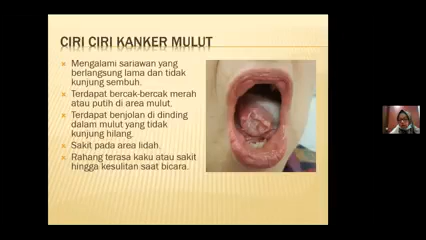 CIRI CIRI KANKER MULUT
Mengalami sariawan yang
berlangsung lama dan tidak
kunjung sembuh.
Terdapat bercak-bercak merah
atau putih di area mulut.
Terdapat benjolan di dinding
dalam mulut yang tidak
kunjung hilang.
Sakit pada area lidah.
Rahang terasa kaku atau sakit
hingga kesulitan saat bicara.